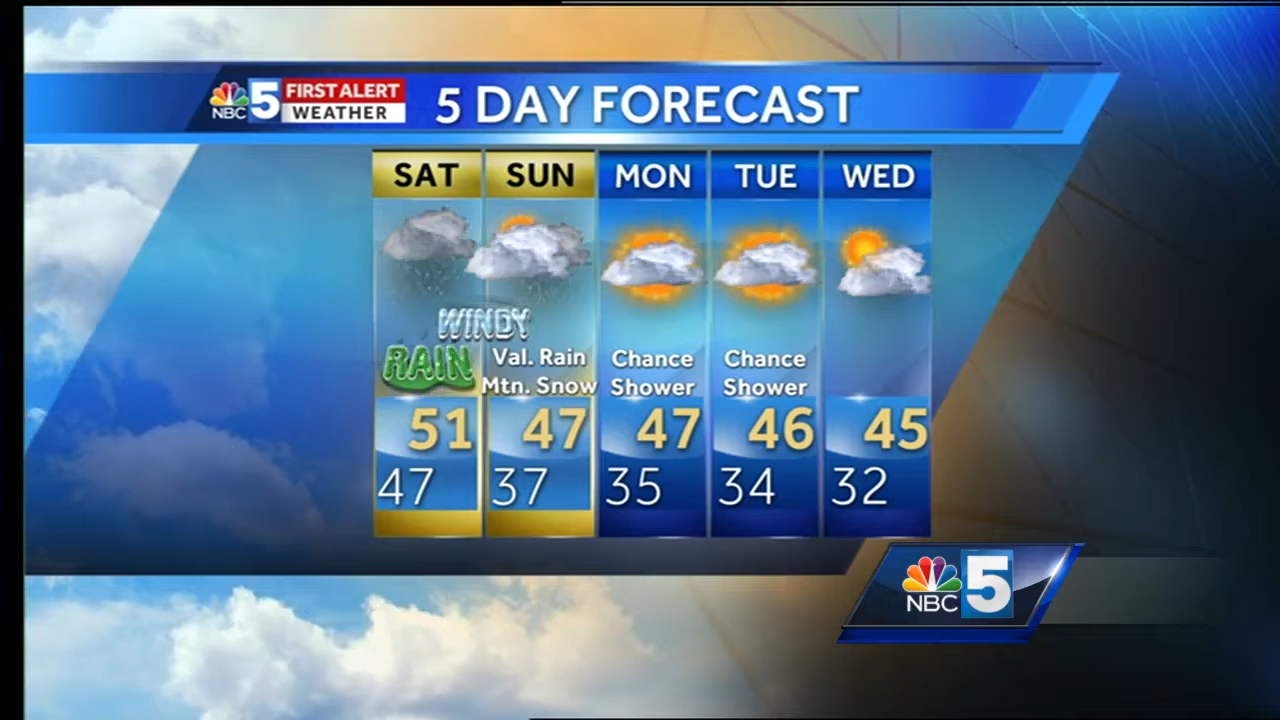 NBC 5 FIRST ALERT
WEATHER
5 DAY FORECAST
SAT SUN MON TUE WED
WINDY
RAIN
Val. Rain
Mtn. Snow
Chance
Shower
Chance
Shower
51 47 47 46 45
47 37 35 34 32
NBC 5